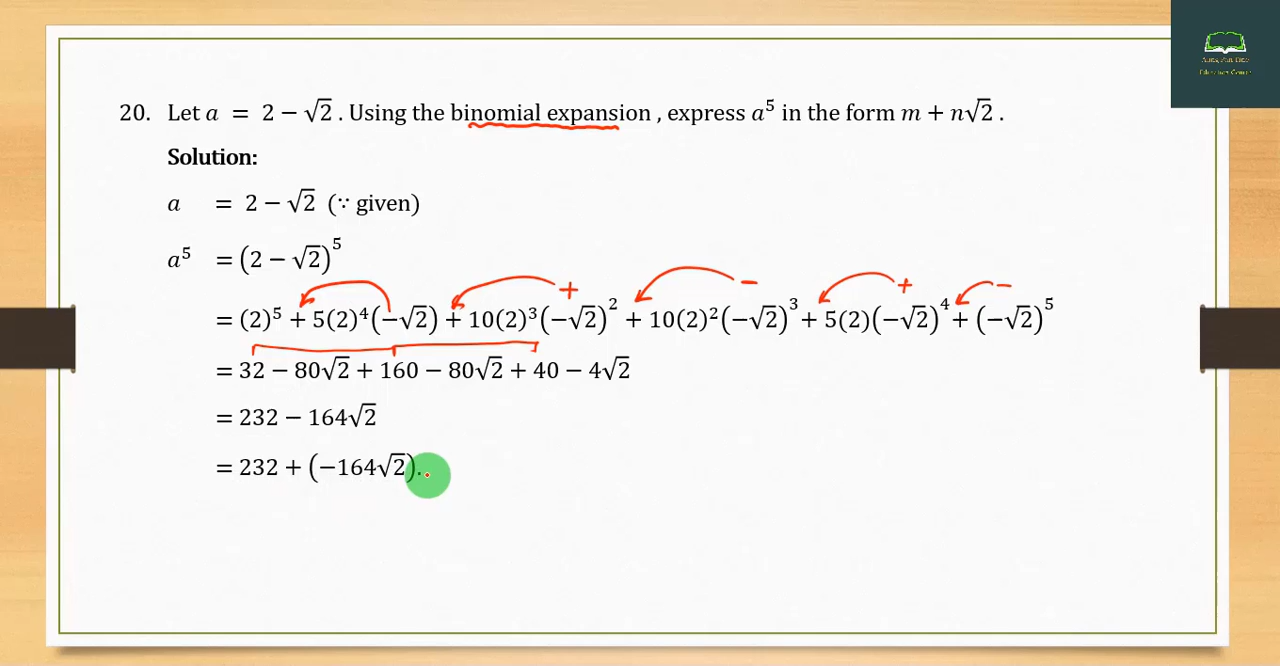 20. Let a = 2 − √2 . Using the binomial expansion , express a⁵ in the form m + n√2 .
Solution:
a = 2 − √2 (∵ given)
a⁵ = (2 − √2)⁵
+ − + −
= (2)⁵ + 5(2)⁴(−√2) + 10(2)³(−√2)² + 10(2)²(−√2)³ + 5(2)(−√2)⁴ + (−√2)⁵
= 32 − 80√2 + 160 − 80√2 + 40 − 4√2
= 232 − 164√2
= 232 + (−164√2).